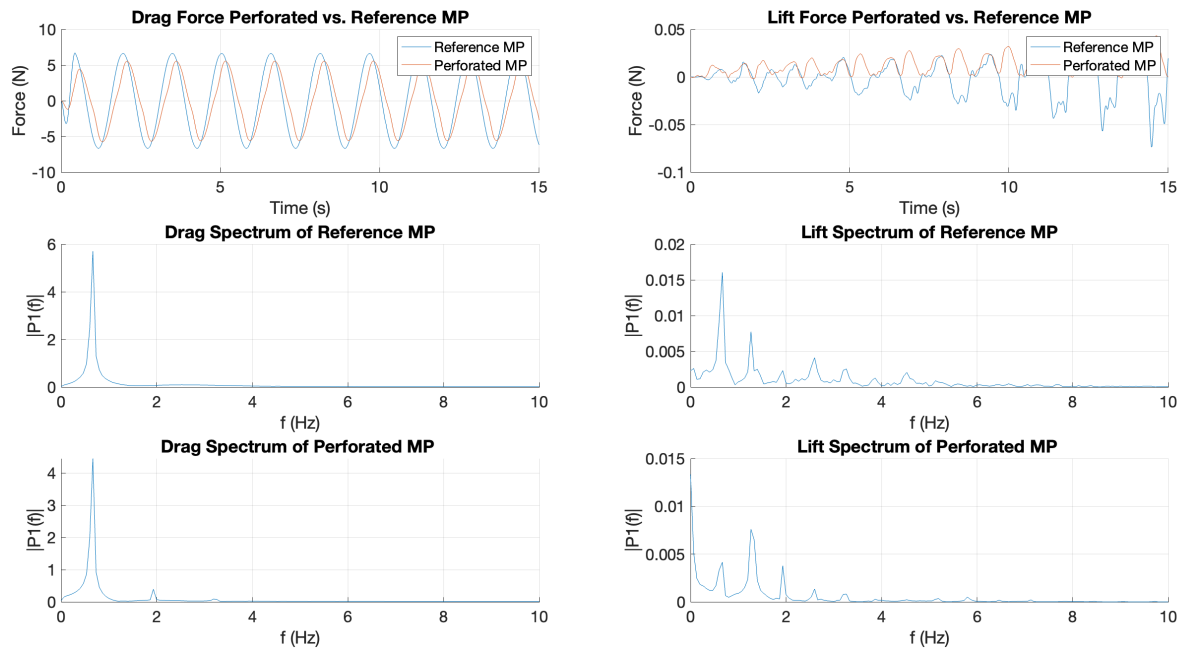 Drag Force Perforated vs. Reference MP
10
5
0
-5
-10
Force (N)
Reference MP
Perforated MP
0
5
10
15
Time (s)
Lift Force Perforated vs. Reference MP
0.05
0
-0.05
-0.1
Force (N)
Reference MP
Perforated MP
0
5
10
15
Time (s)
Drag Spectrum of Reference MP
6
4
2
0
|P1(f)|
0
2
4
6
8
10
f (Hz)
Lift Spectrum of Reference MP
0.02
0.015
0.01
0.005
0
|P1(f)|
0
2
4
6
8
10
f (Hz)
Drag Spectrum of Perforated MP
4
3
2
1
0
|P1(f)|
0
2
4
6
8
10
f (Hz)
Lift Spectrum of Perforated MP
0.015
0.01
0.005
0
|P1(f)|
0
2
4
6
8
10
f (Hz)